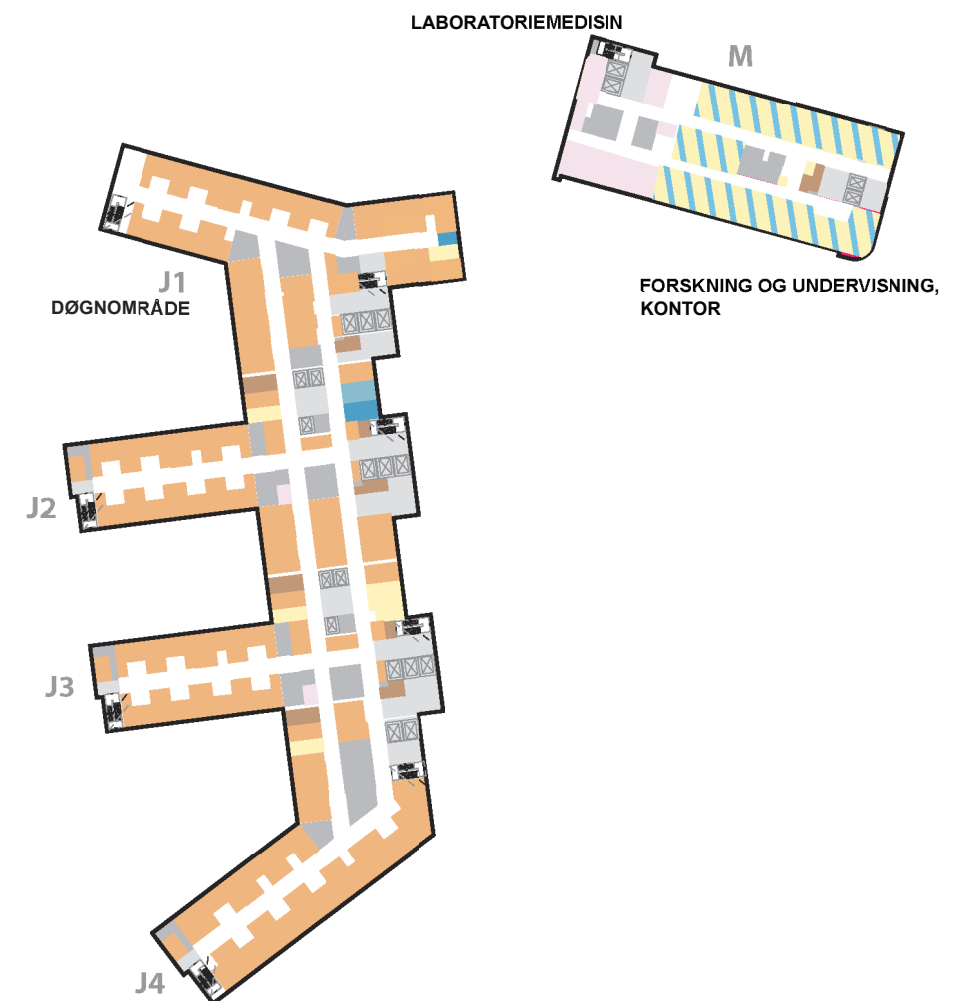 LABORATORIEMEDISIN
M
J1
DØGNOMRÅDE
FORSKNING OG UNDERVISNING,
KONTOR
J2
J3
J4